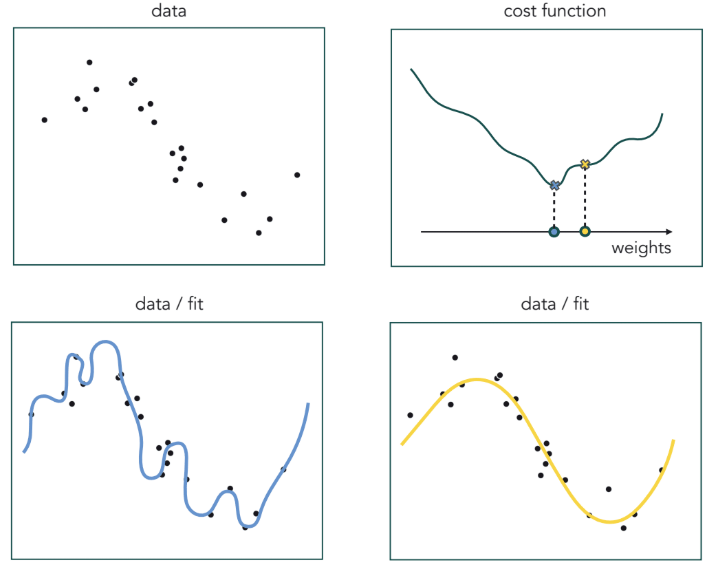 data
cost function
weights
data / fit
data / fit